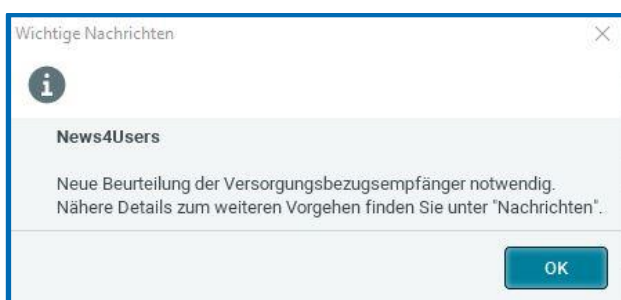 Wichtige Nachrichten
News4Users
Neue Beurteilung der Versorgungsbezugsempfänger notwendig.
Nähere Details zum weiteren Vorgehen finden Sie unter "Nachrichten".
OK